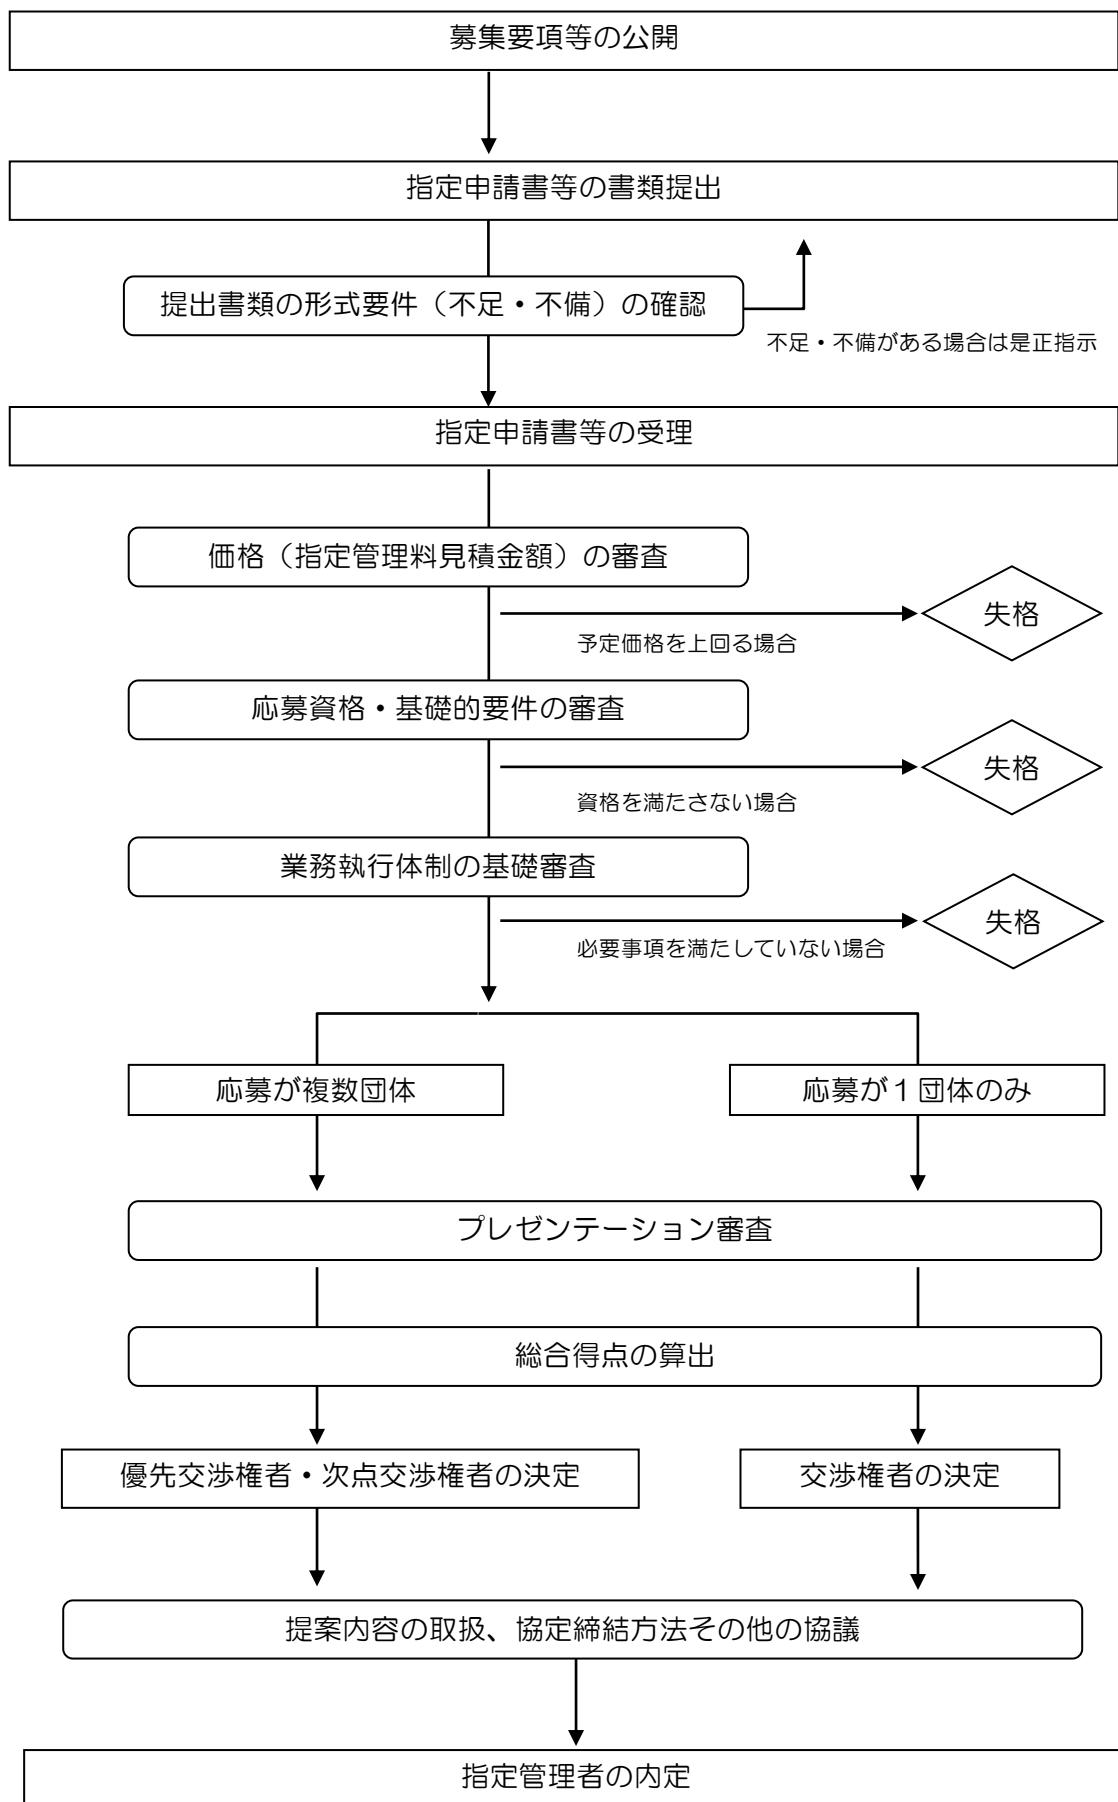 募集要項等の公開
指定申請書等の書類提出
提出書類の形式要件（不足・不備）の確認
不足・不備がある場合は是正指示
指定申請書等の受理
価格（指定管理料見積金額）の審査
失格
予定価格を上回る場合
応募資格・基礎的要件の審査
失格
資格を満たさない場合
業務執行体制の基礎審査
失格
必要事項を満たしていない場合
応募が複数団体
応募が１団体のみ
プレゼンテーション審査
総合得点の算出
優先交渉権者・次点交渉権者の決定
交渉権者の決定
提案内容の取扱、協定締結方法その他の協議
指定管理者の内定